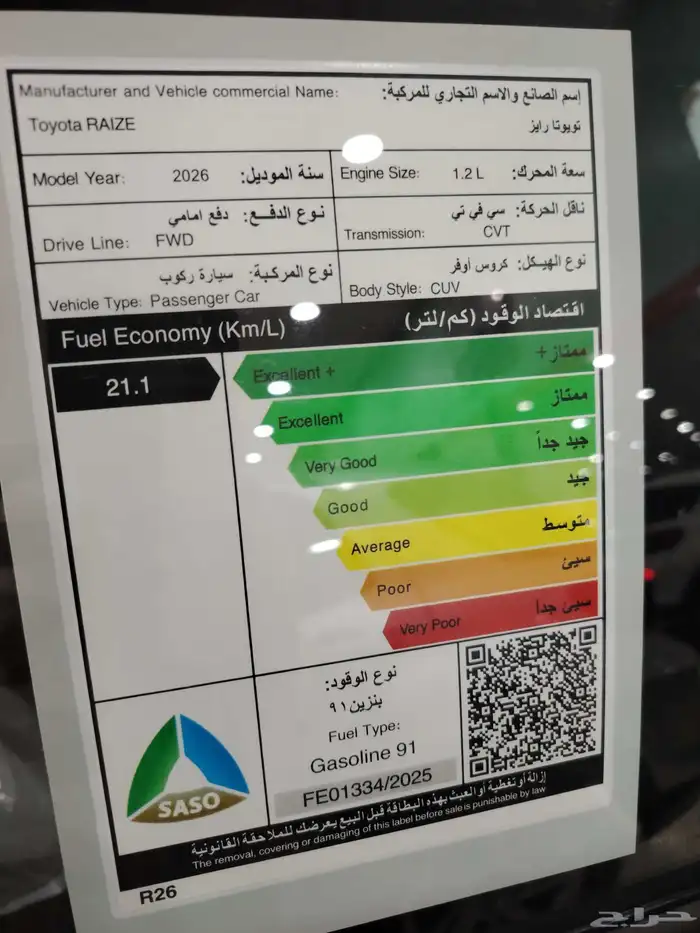 Manufacturer and Vehicle commercial Name: إسم الصانع والاسم التجاري للمركبة:
Toyota RAIZE تويوتا رايز
Model Year: 2026 سنة الموديل:
Engine Size: 1.2 L سعة المحرك:
نوع الدفع: دفع امامي
Drive Line: FWD
ناقل الحركة: سي في تي
Transmission: CVT
نوع المركبة: سيارة ركوب
Vehicle Type: Passenger Car
نوع الهيكل: كروس أوفر
Body Style: CUV
Fuel Economy (Km/L) اقتصاد الوقود (كم/لتر)
21.1
Excellent + ممتاز +
Excellent ممتاز
Very Good جيد جداً
Good جيد
Average متوسط
Poor سيئ
Very Poor سيئ جداً
نوع الوقود:
بنزين ٩١
Fuel Type:
Gasoline 91
FE01334/2025
SASO
إزالة أو تغطية أو العبث بهذه البطاقة قبل البيع يعرضك للملاحقة القانونية
The removal, covering or damaging of this label before sale is punishable by law
R26
حراج